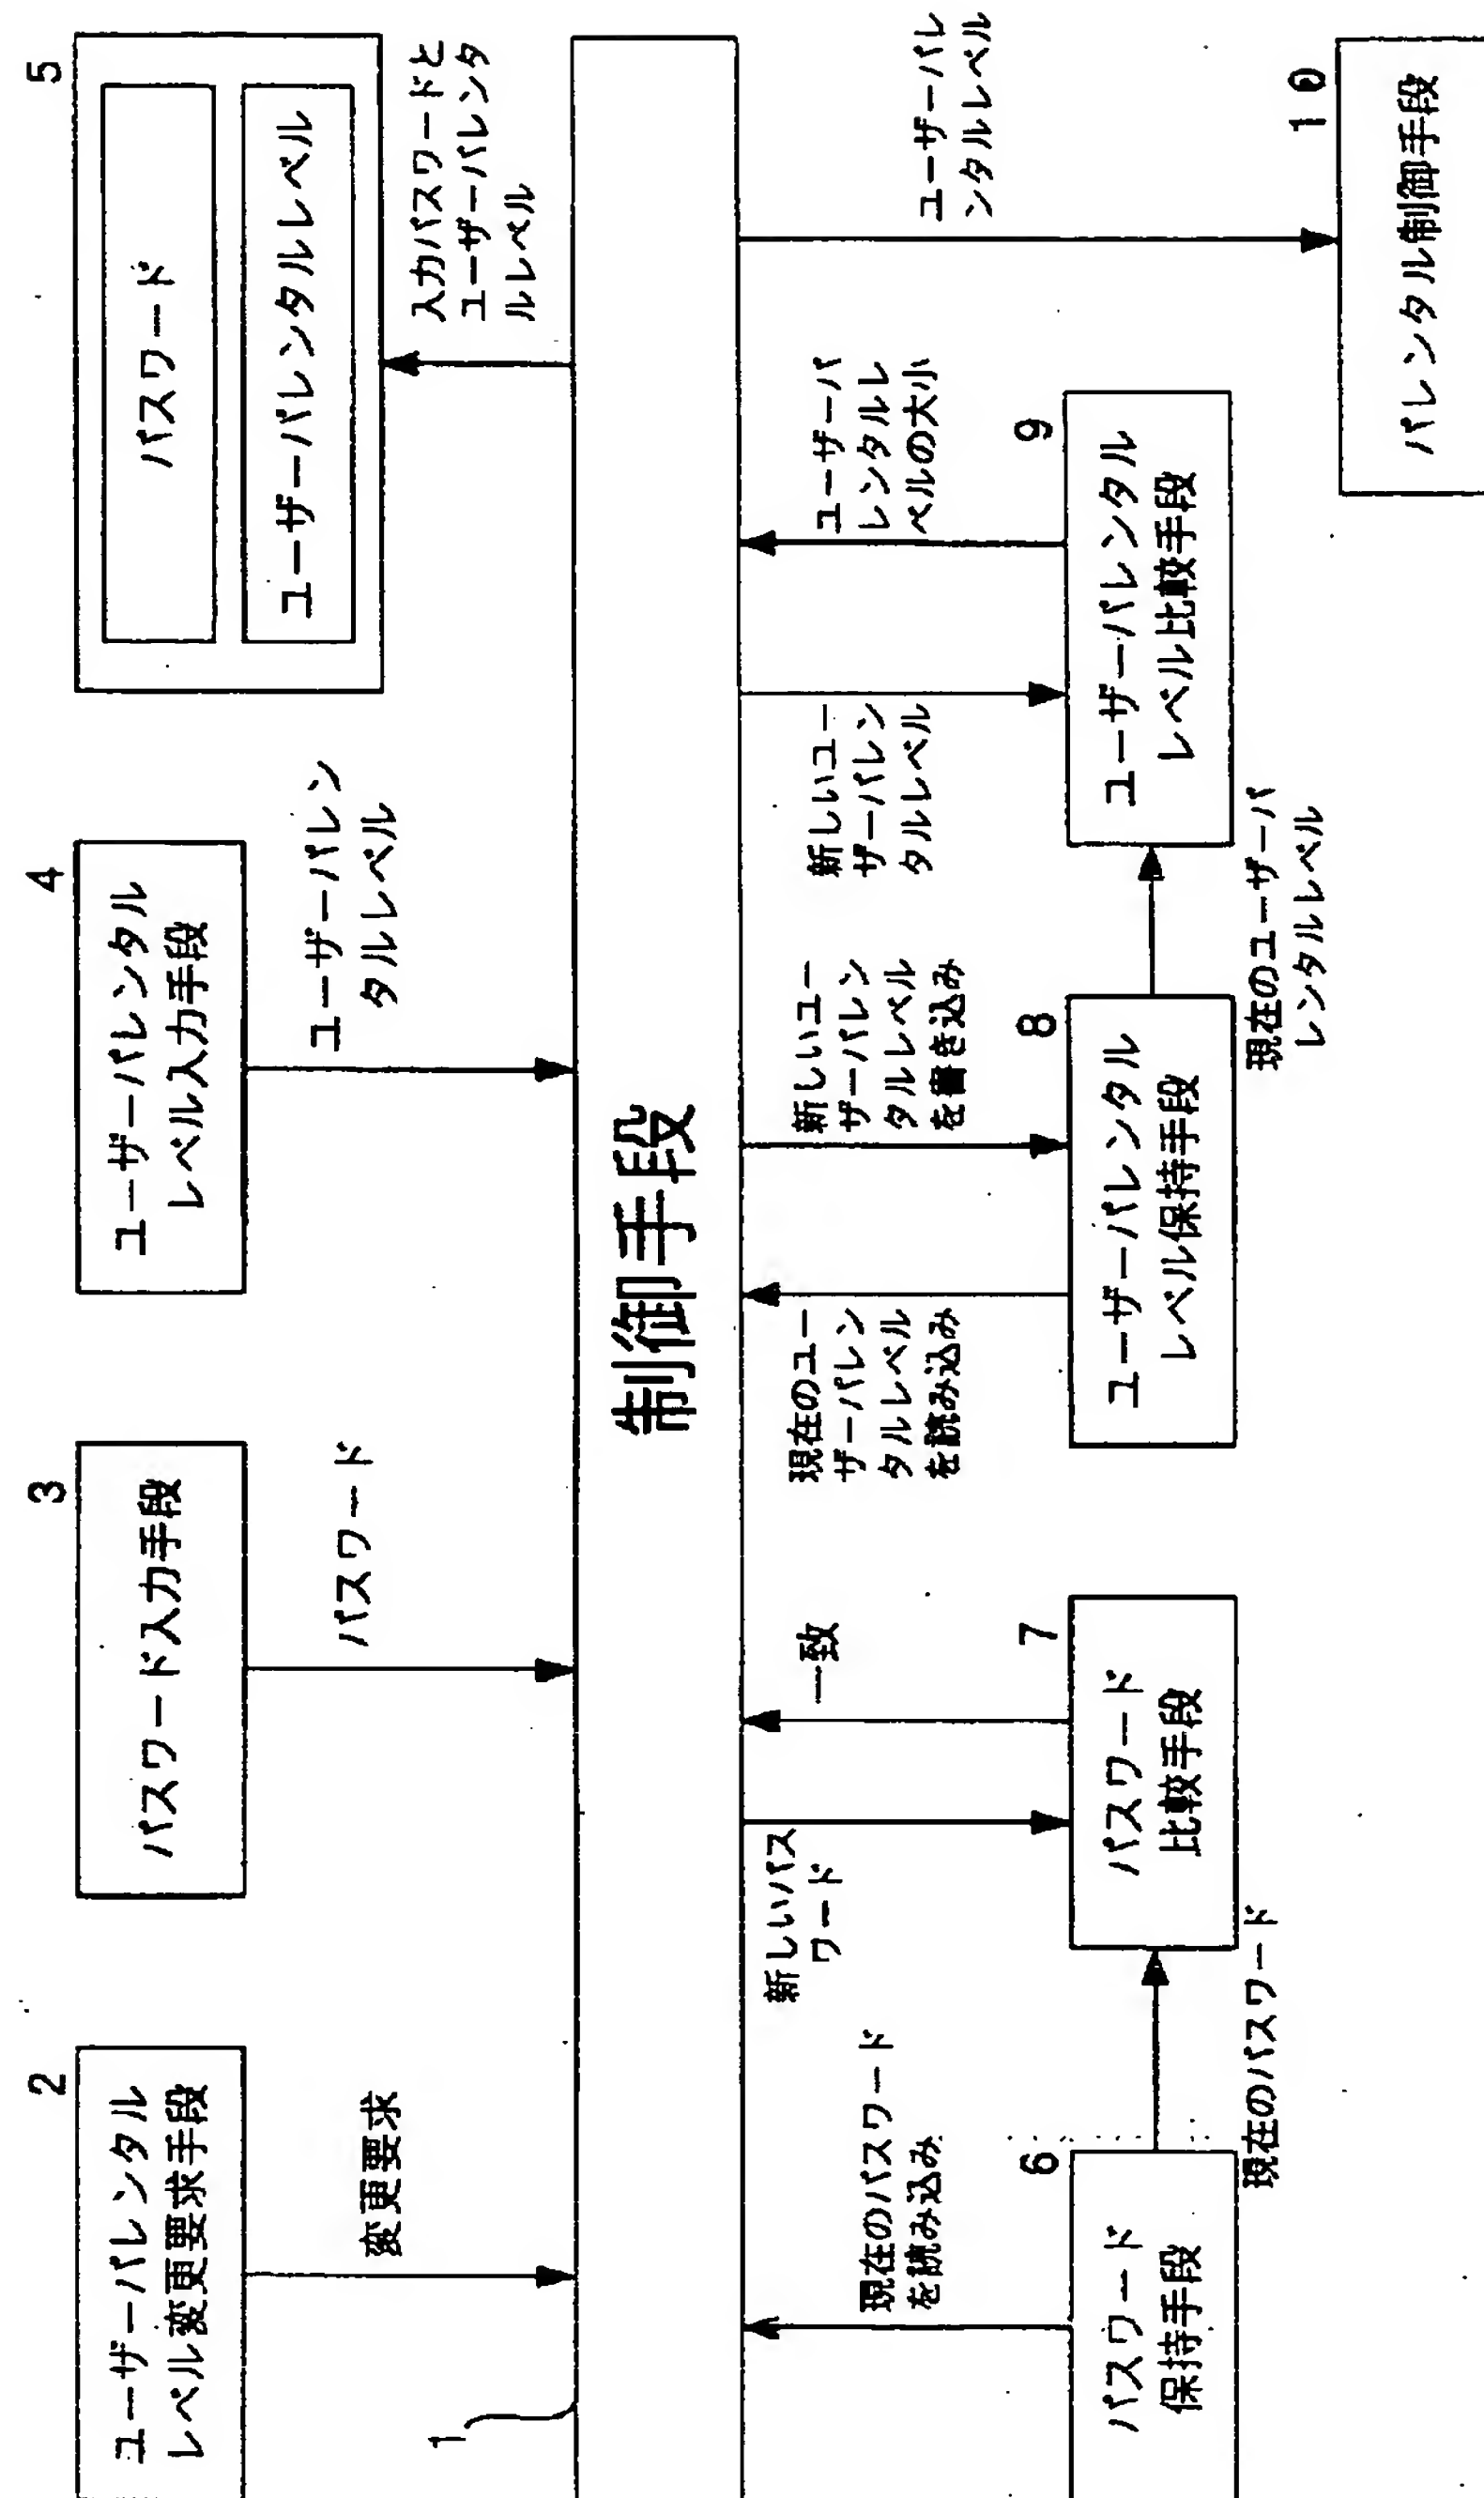 2
ユーザーパレンタル
レベル変更要求手段
変更要求
3
パスワード入力手段
パスワード
4
ユーザーパレンタル
レベル入力手段
ユーザーパレン
タルレベル
5
パスワード
ユーザーパレンタルレベル
入力パスワードと
ユーザーパレンタ
ルレベル
1
制御手段
現在のパスワード
を読み込み
6
パスワード
保持手段
現在のパスワード
新しいパス
ワード
一致
7
パスワード
比較手段
現在のユー
ザーパレン
タルレベル
を読み込み
新しいユー
ザーパレン
タルレベル
を書き込み
8
ユーザーパレンタル
レベル保持手段
現在のユーザーパ
レンタルレベル
新しいユー
ザーパレン
タルレベル
ユーザーパ
レンタルレ
ベルの大小
9
ユーザーパレンタル
レベル比較手段
ユーザーパレ
ンタルレベル
10
パレンタル制御手段